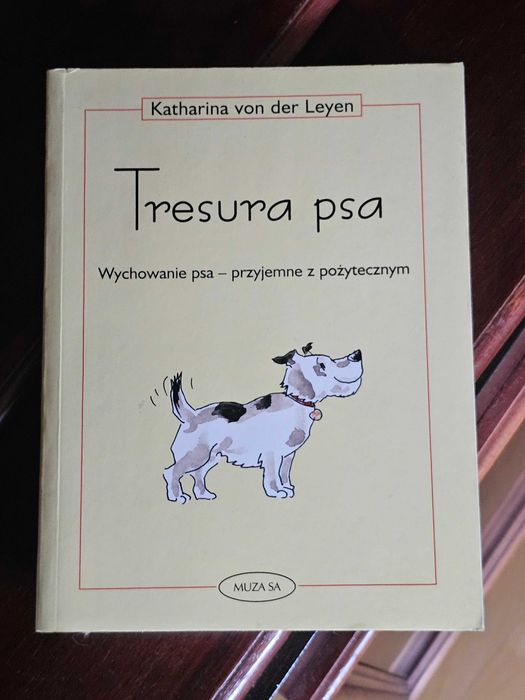 Katharina von der Leyen
Tresura psa
Wychowanie psa – przyjemne z pożytecznym
MUZA SA